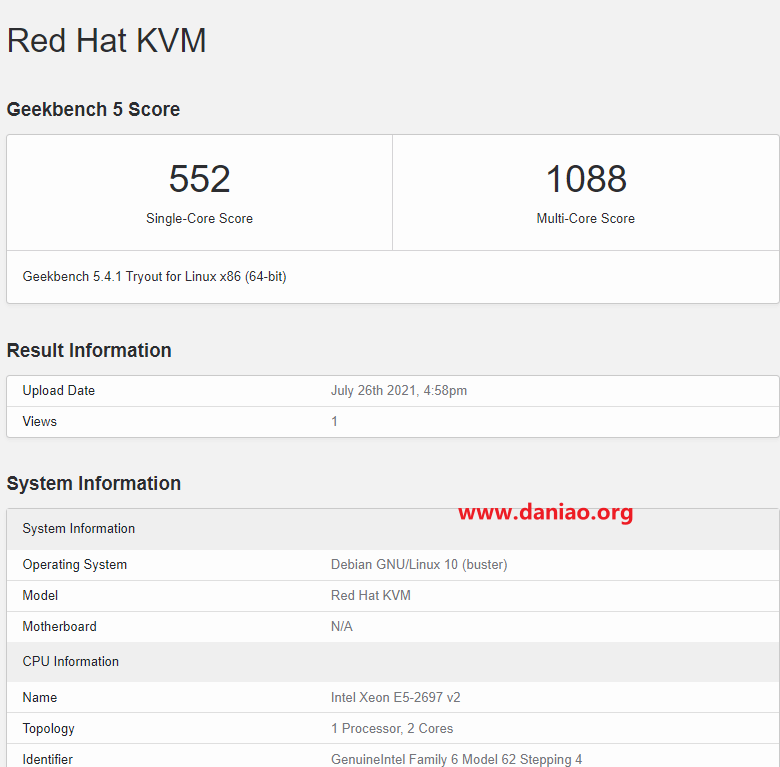 Red Hat KVM
Geekbench 5 Score
552 1088
Single-Core Score Multi-Core Score
Geekbench 5.4.1 Tryout for Linux x86 (64-bit)
Result Information
Upload Date July 26th 2021, 4:58pm
Views 1
System Information
www.daniao.org
System Information
Operating System Debian GNU/Linux 10 (buster)
Model Red Hat KVM
Motherboard N/A
CPU Information
Name Intel Xeon E5-2697 v2
Topology 1 Processor, 2 Cores
Identifier GenuineIntel Family 6 Model 62 Stepping 4